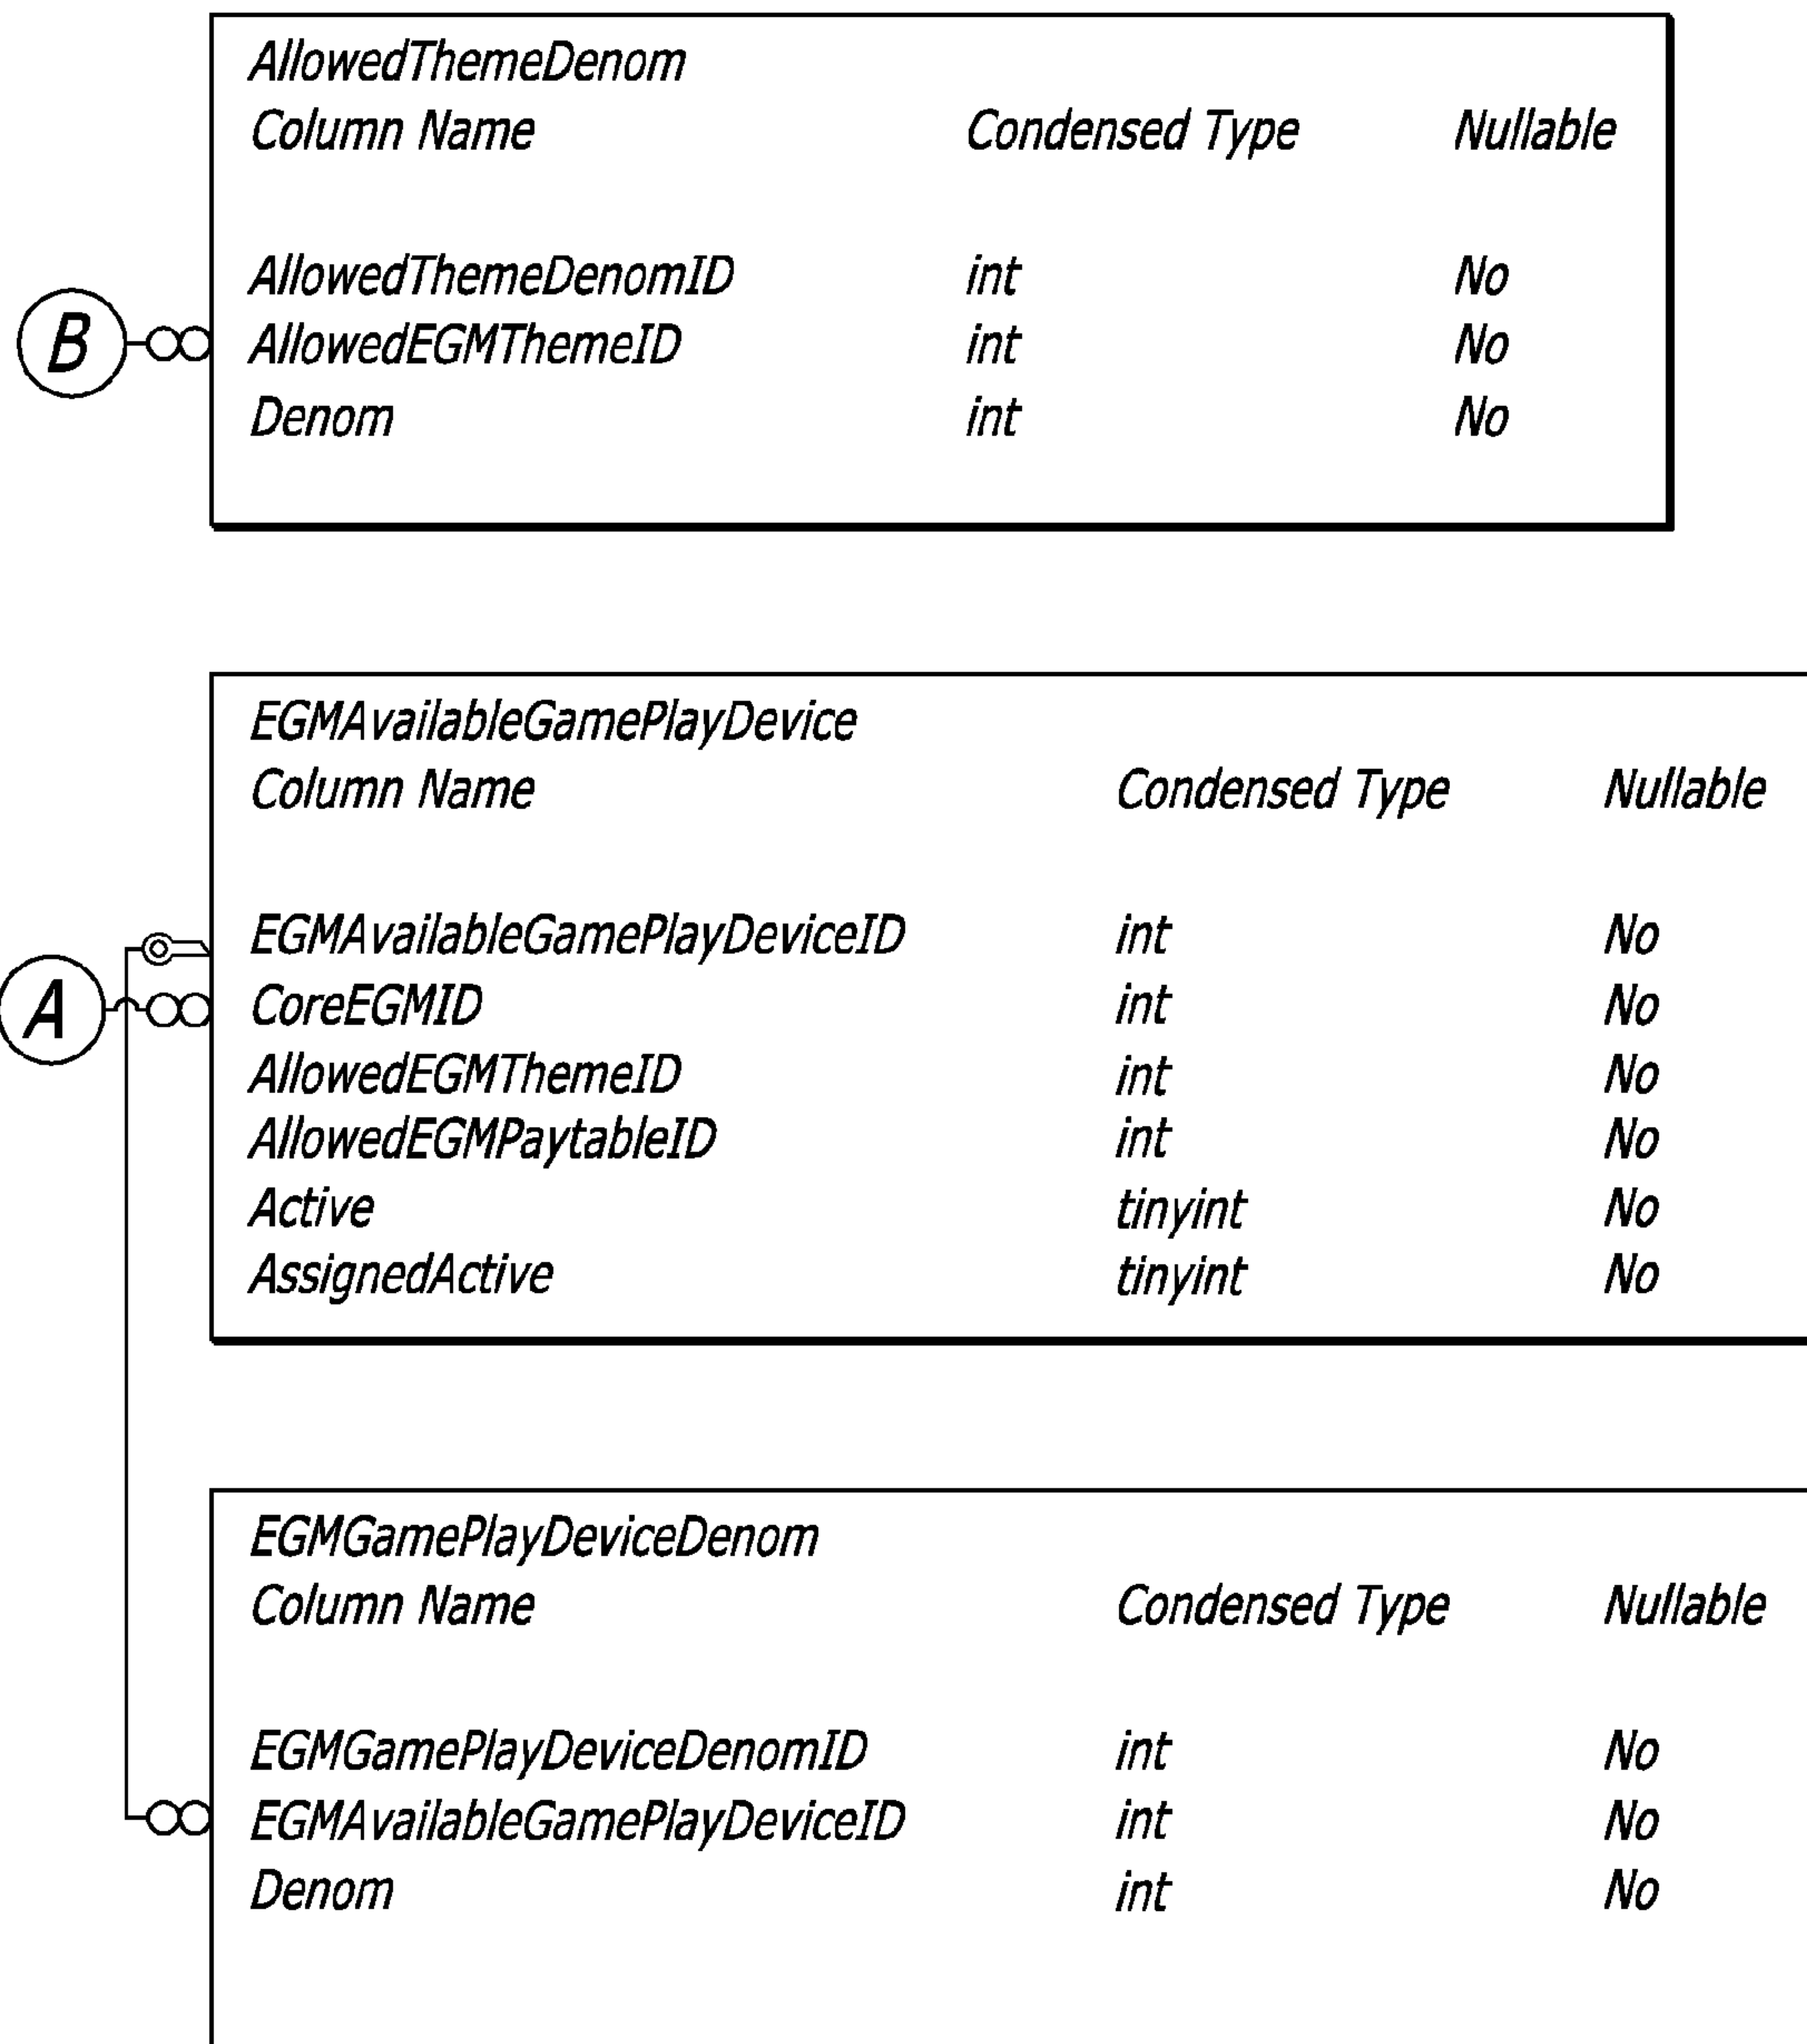 AllowedThemeDenom
Column Name Condensed Type Nullable
AllowedThemeDenomID int No
B AllowedEGMThemeID int No
Denom int No
EGMAvailableGamePlayDevice
Column Name Condensed Type Nullable
EGMAvailableGamePlayDeviceID int No
A CoreEGMID int No
AllowedEGMThemeID int No
AllowedEGMPaytableID int No
Active tinyint No
AssignedActive tinyint No
EGMGamePlayDeviceDenom
Column Name Condensed Type Nullable
EGMGamePlayDeviceDenomID int No
EGMAvailableGamePlayDeviceID int No
Denom int No